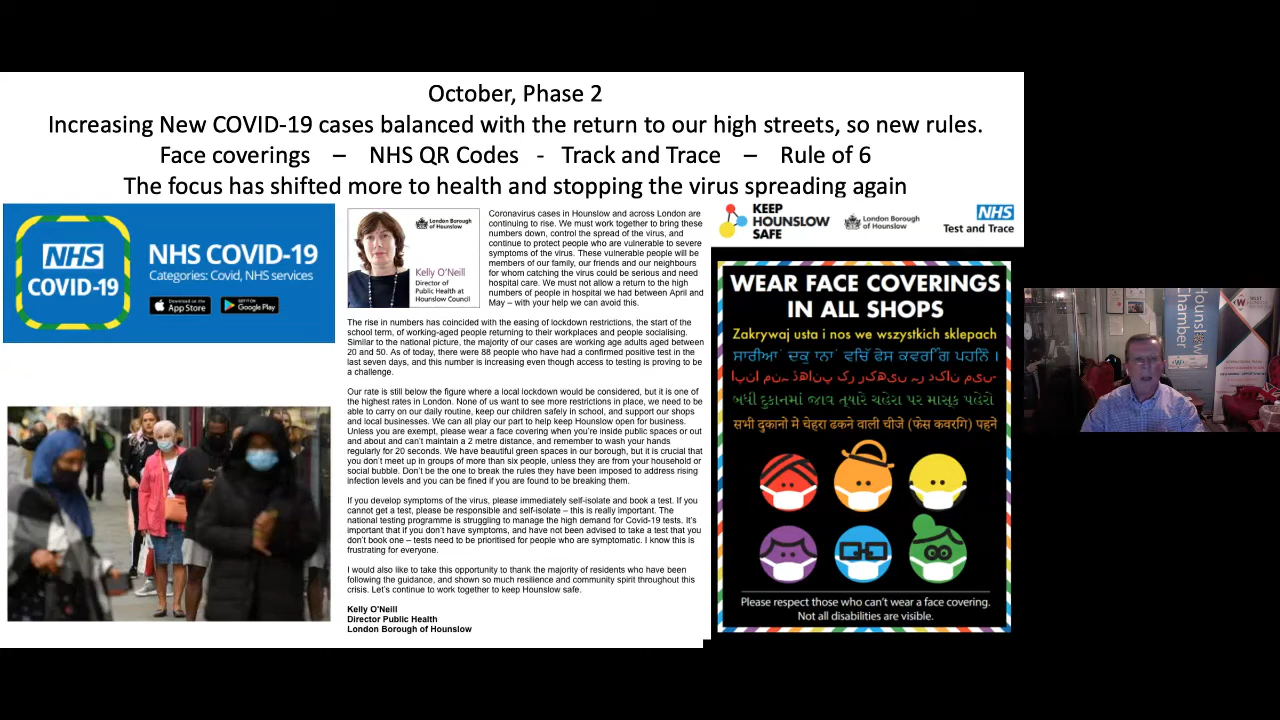 October, Phase 2
Increasing New COVID-19 cases balanced with the return to our high streets, so new rules.
Face coverings – NHS QR Codes - Track and Trace – Rule of 6
The focus has shifted more to health and stopping the virus spreading again
NHS
COVID-19
NHS COVID-19
Categories: Covid, NHS services
Download on the
App Store
GET IT ON
Google Play
London Borough
of Hounslow
Kelly O'Neill
Director of
Public Health at
Hounslow Council
Coronavirus cases in Hounslow and across London are
continuing to rise. We must work together to bring these
numbers down, control the spread of the virus, and
continue to protect people who are vulnerable to severe
symptoms of the virus. These vulnerable people will be
members of our family, our friends and our neighbours
for whom catching the virus could be serious and need
hospital care. We must not allow a return to the high
numbers of people in hospital we had between April and
May – with your help we can avoid this.
The rise in numbers has coincided with the easing of lockdown restrictions, the start of the
school term, of working-aged people returning to their workplaces and people socialising.
Similar to the national picture, the majority of our cases are working age adults aged between
20 and 50. As of today, there were 88 people who have had a confirmed positive test in the
last seven days, and this number is increasing even though access to testing is proving to be
a challenge.
Our rate is still below the figure where a local lockdown would be considered, but it is one of
the highest rates in London. None of us want to see more restrictions in place, we need to be
able to carry on our daily routine, keep our children safely in school, and support our shops
and local businesses. We can all play our part to help keep Hounslow open for business.
Unless you are exempt, please wear a face covering when you're inside public spaces or out
and about and can't maintain a 2 metre distance, and remember to wash your hands
regularly for 20 seconds. We have beautiful green spaces in our borough, but it is crucial that
you don't meet up in groups of more than six people, unless they are from your household or
social bubble. Don't be the one to break the rules they have been imposed to address rising
infection levels and you can be fined if you are found to be breaking them.
If you develop symptoms of the virus, please immediately self-isolate and book a test. If you
cannot get a test, please be responsible and self-isolate – this is really important. The
national testing programme is struggling to manage the high demand for Covid-19 tests. It's
important that if you don't have symptoms, and have not been advised to take a test that you
don't book one – tests need to be prioritised for people who are symptomatic. I know this is
frustrating for everyone.
I would also like to take this opportunity to thank the majority of residents who have been
following the guidance, and shown so much resilience and community spirit throughout this
crisis. Let's continue to work together to keep Hounslow safe.
Kelly O'Neill
Director Public Health
London Borough of Hounslow
KEEP
HOUNSLOW
SAFE
London Borough
of Hounslow
NHS
Test and Trace
WEAR FACE COVERINGS
IN ALL SHOPS
Zakrywaj usta i nos we wszystkich sklepach
ਸਾਰੀਆਂ ਦੁਕਾਨਾਂ ਵਿੱਚ ਫੇਸ ਕਵਰਿੰਗ ਪਹਿਨੋ।
બધી દુકાનમાં જાવ ત્યારે ચહેરા પર માસ્ક પહેરો
सभी दुकानो मे चेहरा ढकने वाली चीजें (फेस कवरगि) पहने
Please respect those who can't wear a face covering.
Not all disabilities are visible.
Hounslow
Chamber
WEST